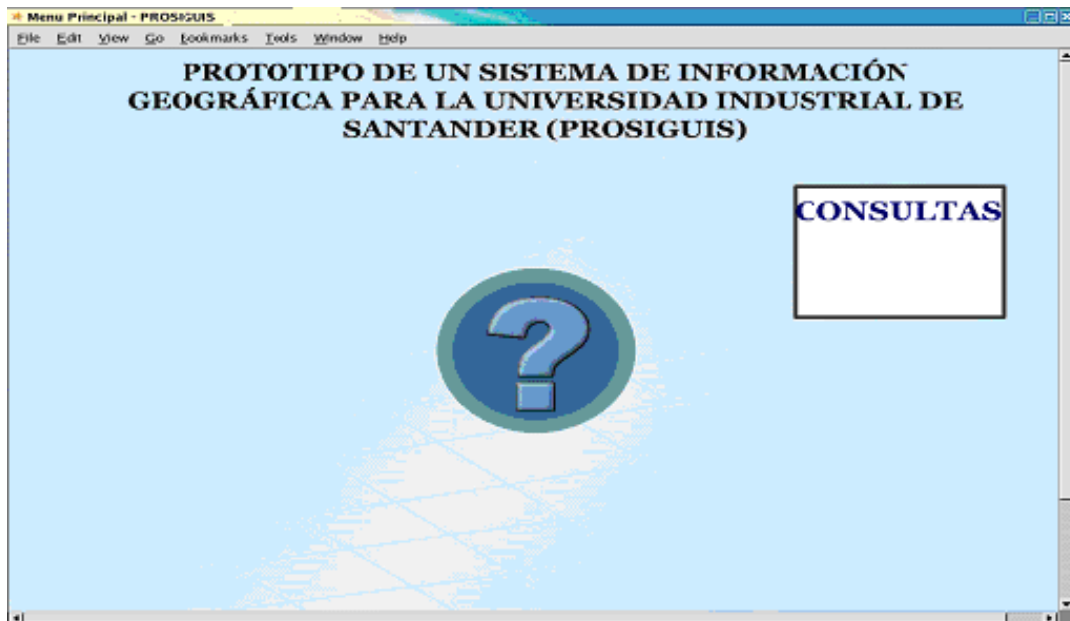 Menu Principal - PROSIGUIS
File Edit View Go Bookmarks Tools Window Help
PROTOTIPO DE UN SISTEMA DE INFORMACIÓN
GEOGRÁFICA PARA LA UNIVERSIDAD INDUSTRIAL DE
SANTANDER (PROSIGUIS)
CONSULTAS
?